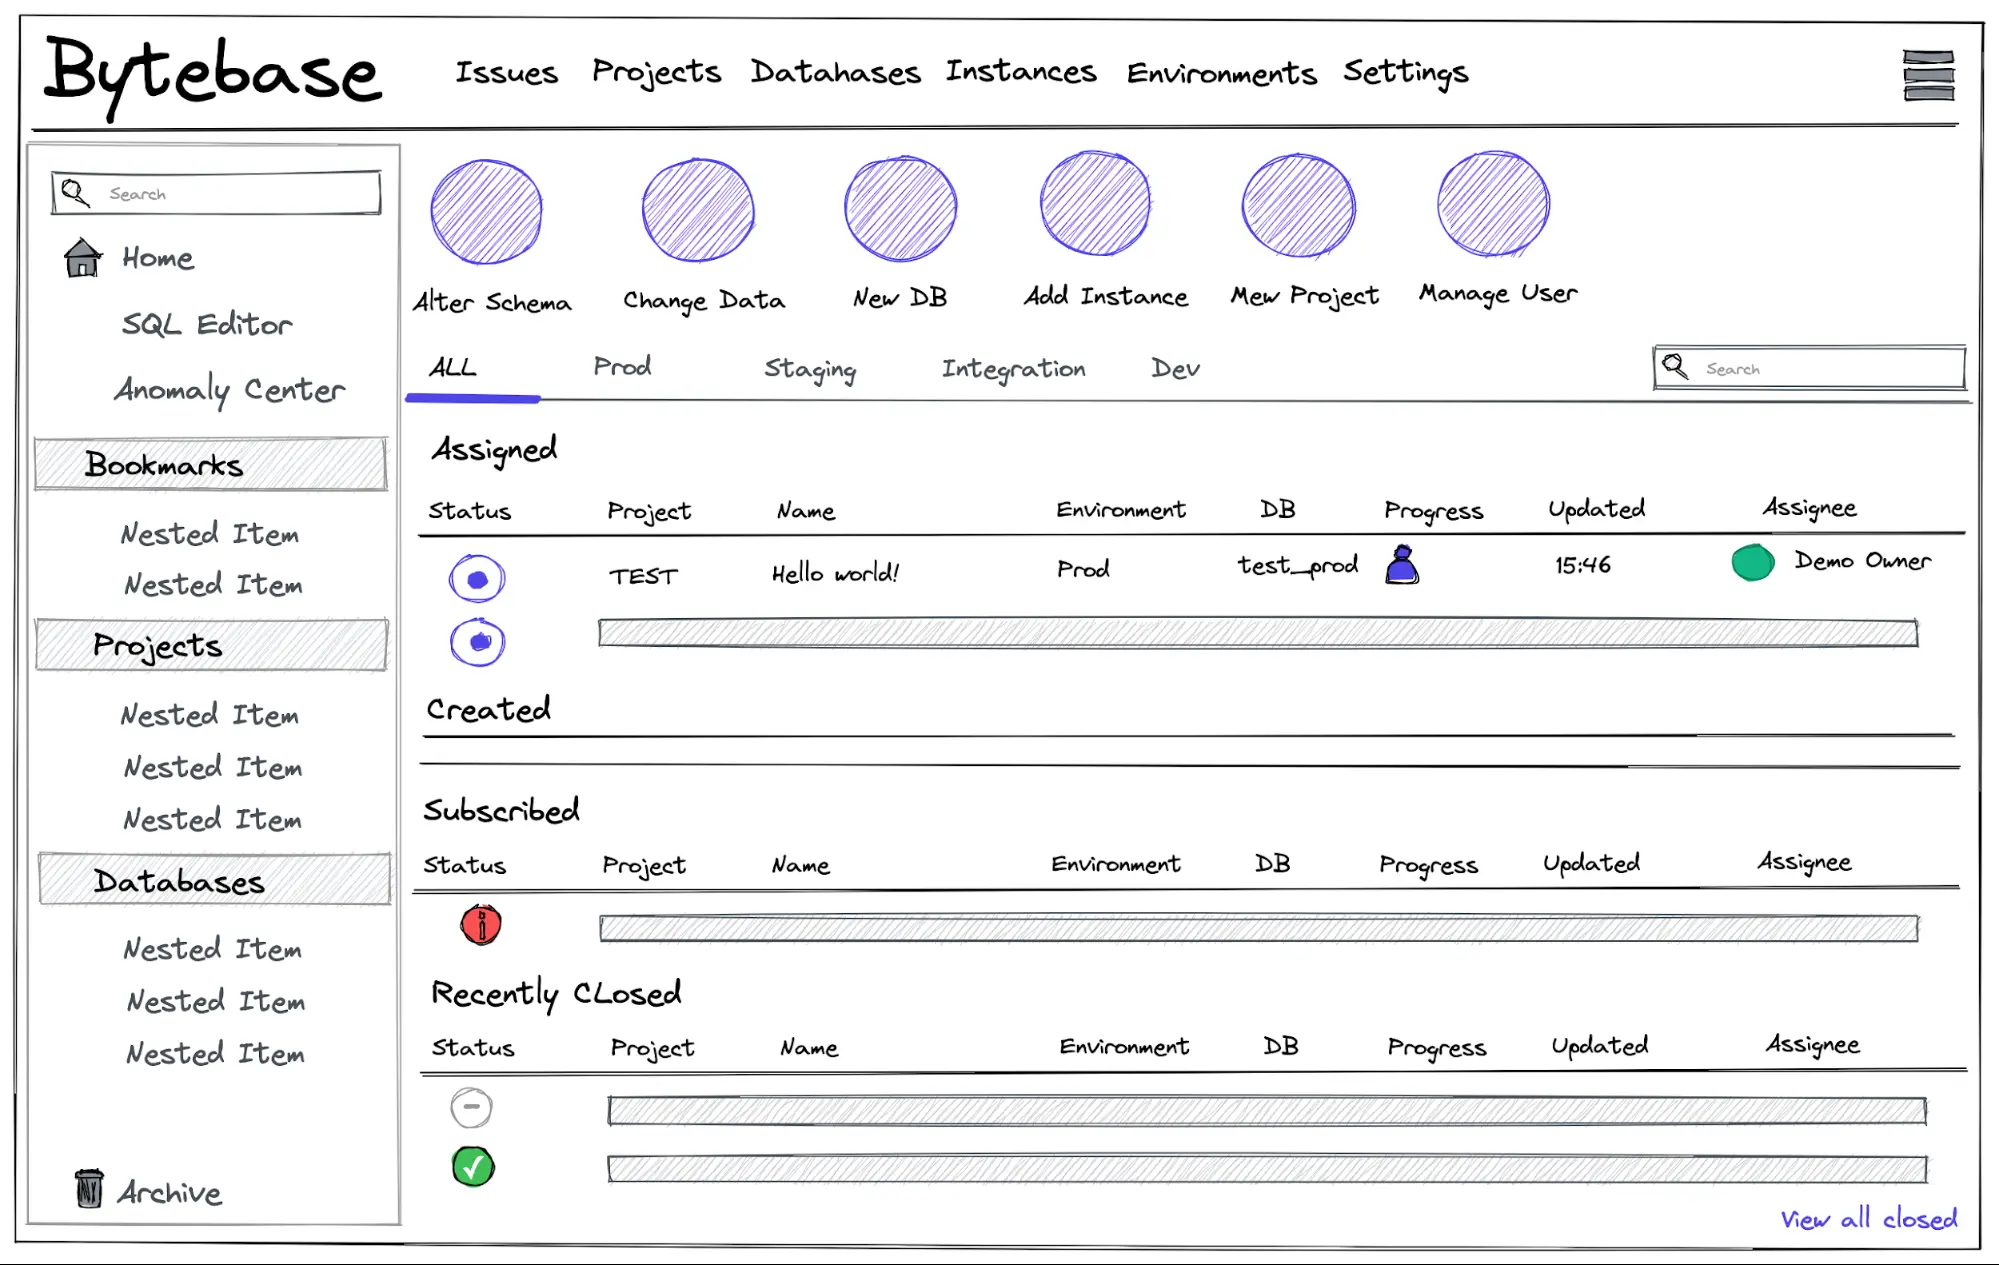 Bytebase Issues Projects Datahases Instances Environments Settings
Search
Home
SQL Editor
Anomaly Center
Bookmarks
Nested Item
Nested Item
Projects
Nested Item
Nested Item
Nested Item
Databases
Nested Item
Nested Item
Nested Item
Archive
Alter Schema Change Data New DB Add Instance Mew Project Manage User
ALL Prod Staging Integration Dev Search
Assigned
Status Project Name Environment DB Progress Updated Assignee
TEST Hello world! Prod test_prod 15:46 Demo Owner
Created
Subscribed
Status Project Name Environment DB Progress Updated Assignee
Recently CLosed
Status Project Name Environment DB Progress Updated Assignee
View all closed